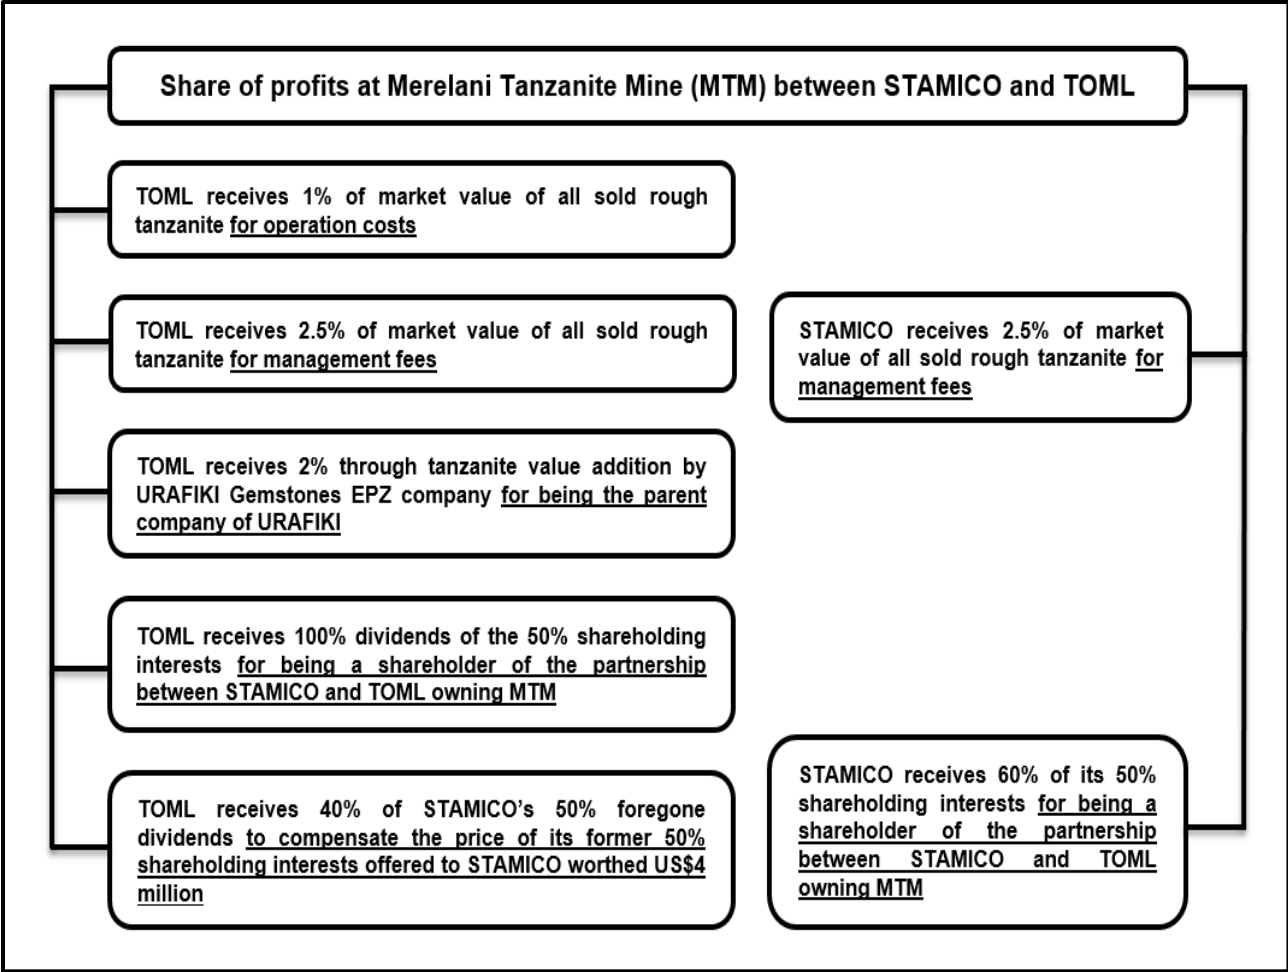 Share of profits at Merelani Tanzanite Mine (MTM) between STAMICO and TOML
TOML receives 1% of market value of all sold rough
tanzanite for operation costs
TOML receives 2.5% of market value of all sold rough
tanzanite for management fees
STAMICO receives 2.5% of market
value of all sold rough tanzanite for
management fees
TOML receives 2% through tanzanite value addition by
URAFIKI Gemstones EPZ company for being the parent
company of URAFIKI
TOML receives 100% dividends of the 50% shareholding
interests for being a shareholder of the partnership
between STAMICO and TOML owning MTM
TOML receives 40% of STAMICO’s 50% foregone
dividends to compensate the price of its former 50%
shareholding interests offered to STAMICO worthed US$4
million
STAMICO receives 60% of its 50%
shareholding interests for being a
shareholder of the partnership
between STAMICO and TOML
owning MTM